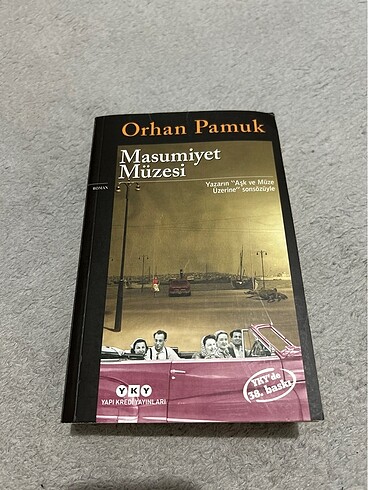 Orhan Pamuk
Masumiyet
Müzesi
ROMAN
Yazarın "Aşk ve Müze
Üzerine" sonsözüyle
YKY'de
38. baskı
YKY
YAPI KREDİ YAYINLARI